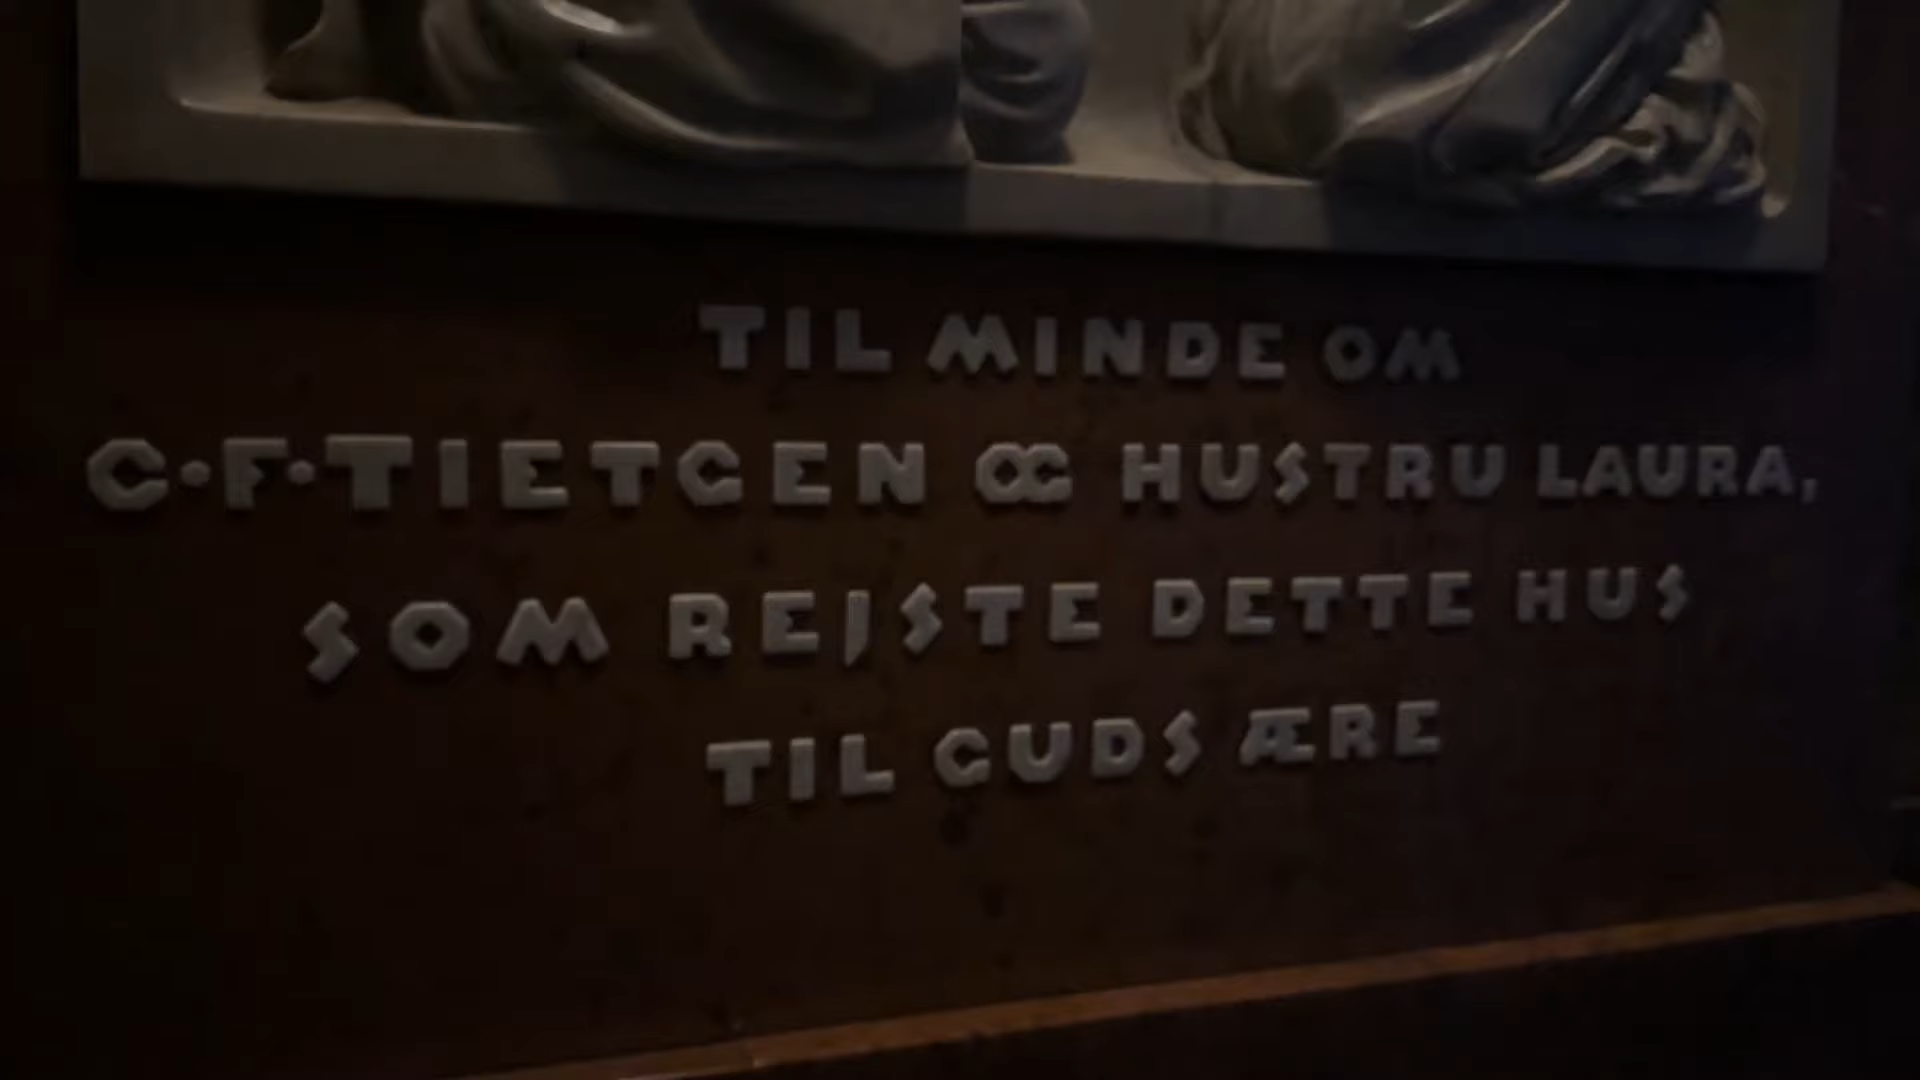 TIL MINDE OM
C·F·TIETGEN OG HUSTRU LAURA,
SOM REJSTE DETTE HUS
TIL GUDS ÆRE